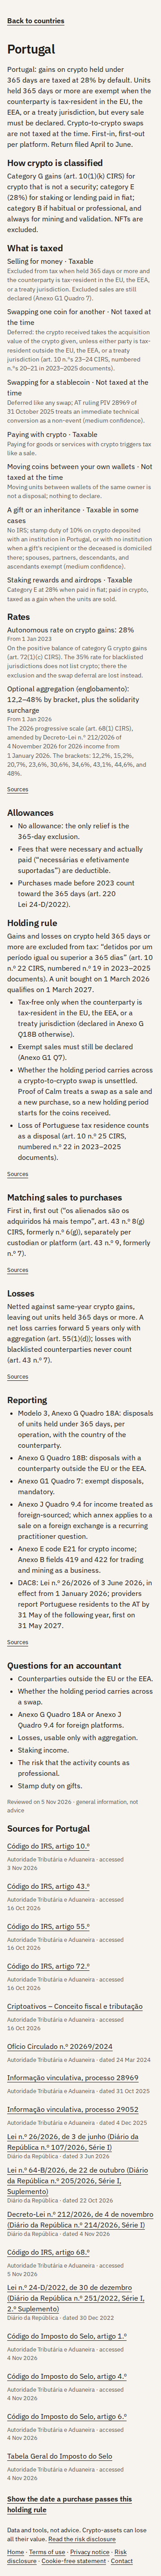 Back to countries
Portugal
Portugal: gains on crypto held under
365 days are taxed at 28% by default. Units
held 365 days or more are exempt when the
counterparty is tax-resident in the EU, the
EEA, or a treaty jurisdiction, but every sale
must be declared. Crypto-to-crypto swaps
are not taxed at the time. First-in, first-out
per platform. Return filed April to June.
How crypto is classified
Category G gains (art. 10(1)(k) CIRS) for
crypto that is not a security; category E
(28%) for staking or lending paid in fiat;
category B if habitual or professional, and
always for mining and validation. NFTs are
excluded.
What is taxed
Selling for money · Taxable
Excluded from tax when held 365 days or more and
the counterparty is tax-resident in the EU, the EEA,
or a treaty jurisdiction. Excluded sales are still
declared (Anexo G1 Quadro 7).
Swapping one coin for another · Not taxed at
the time
Deferred: the crypto received takes the acquisition
value of the crypto given, unless either party is tax-
resident outside the EU, the EEA, or a treaty
jurisdiction (art. 10 n.ºs 23–24 CIRS, numbered
n.ºs 20–21 in 2023–2025 documents).
Swapping for a stablecoin · Not taxed at the
time
Deferred like any swap; AT ruling PIV 28969 of
31 October 2025 treats an immediate technical
conversion as a non-event (medium confidence).
Paying with crypto · Taxable
Paying for goods or services with crypto triggers tax
like a sale.
Moving coins between your own wallets · Not
taxed at the time
Moving units between wallets of the same owner is
not a disposal; nothing to declare.
A gift or an inheritance · Taxable in some
cases
No IRS; stamp duty of 10% on crypto deposited
with an institution in Portugal, or with no institution
when a gift's recipient or the deceased is domiciled
there; spouses, partners, descendants, and
ascendants exempt (medium confidence).
Staking rewards and airdrops · Taxable
Category E at 28% when paid in fiat; paid in crypto,
taxed as a gain when the units are sold.
Rates
Autonomous rate on crypto gains: 28%
From 1 Jan 2023
On the positive balance of category G crypto gains
(art. 72(1)(c) CIRS). The 35% rate for blacklisted
jurisdictions does not list crypto; there the
exclusion and the swap deferral are lost instead.
Optional aggregation (englobamento):
12,2–48% by bracket, plus the solidarity
surcharge
From 1 Jan 2026
The 2026 progressive scale (art. 68(1) CIRS),
amended by Decreto-Lei n.º 212/2026 of
4 November 2026 for 2026 income from
1 January 2026. The brackets: 12,2%, 15,2%,
20,7%, 23,6%, 30,6%, 34,6%, 43,1%, 44,6%, and
48%.
Sources
Allowances
• No allowance: the only relief is the
365-day exclusion.
• Fees that were necessary and actually
paid (“necessárias e efetivamente
suportadas”) are deductible.
• Purchases made before 2023 count
toward the 365 days (art. 220
Lei 24-D/2022).
Holding rule
Gains and losses on crypto held 365 days or
more are excluded from tax: “detidos por um
período igual ou superior a 365 dias” (art. 10
n.º 22 CIRS, numbered n.º 19 in 2023–2025
documents). A unit bought on 1 March 2026
qualifies on 1 March 2027.
• Tax-free only when the counterparty is
tax-resident in the EU, the EEA, or a
treaty jurisdiction (declared in Anexo G
Q18B otherwise).
• Exempt sales must still be declared
(Anexo G1 Q7).
• Whether the holding period carries across
a crypto-to-crypto swap is unsettled.
Proof of Calm treats a swap as a sale and
a new purchase, so a new holding period
starts for the coins received.
• Loss of Portuguese tax residency counts
as a disposal (art. 10 n.º 25 CIRS,
numbered n.º 22 in 2023–2025
documents).
Sources
Matching sales to purchases
First in, first out (“os alienados são os
adquiridos há mais tempo”, art. 43 n.º 8(g)
CIRS, formerly n.º 6(g)), separately per
custodian or platform (art. 43 n.º 9, formerly
n.º 7).
Sources
Losses
Netted against same-year crypto gains,
leaving out units held 365 days or more. A
net loss carries forward 5 years only with
aggregation (art. 55(1)(d)); losses with
blacklisted counterparties never count
(art. 43 n.º 7).
Sources
Reporting
• Modelo 3, Anexo G Quadro 18A: disposals
of units held under 365 days, per
operation, with the country of the
counterparty.
• Anexo G Quadro 18B: disposals with a
counterparty outside the EU or the EEA.
• Anexo G1 Quadro 7: exempt disposals,
mandatory.
• Anexo J Quadro 9.4 for income treated as
foreign-sourced; which annex applies to a
sale on a foreign exchange is a recurring
practitioner question.
• Anexo E code E21 for crypto income;
Anexo B fields 419 and 422 for trading
and mining as a business.
• DAC8: Lei n.º 26/2026 of 3 June 2026, in
effect from 1 January 2026; providers
report Portuguese residents to the AT by
31 May of the following year, first on
31 May 2027.
Sources
Questions for an accountant
• Counterparties outside the EU or the EEA.
• Whether the holding period carries across
a swap.
• Anexo G Quadro 18A or Anexo J
Quadro 9.4 for foreign platforms.
• Losses, usable only with aggregation.
• Staking income.
• The risk that the activity counts as
professional.
• Stamp duty on gifts.
Reviewed on 5 Nov 2026 · general information, not
advice
Sources for Portugal
Código do IRS, artigo 10.º
Autoridade Tributária e Aduaneira · accessed
3 Nov 2026
Código do IRS, artigo 43.º
Autoridade Tributária e Aduaneira · accessed
16 Oct 2026
Código do IRS, artigo 55.º
Autoridade Tributária e Aduaneira · accessed
16 Oct 2026
Código do IRS, artigo 72.º
Autoridade Tributária e Aduaneira · accessed
16 Oct 2026
Criptoativos – Conceito fiscal e tributação
Autoridade Tributária e Aduaneira · accessed
16 Oct 2026
Ofício Circulado n.º 20269/2024
Autoridade Tributária e Aduaneira · dated 24 Mar 2024
Informação vinculativa, processo 28969
Autoridade Tributária e Aduaneira · dated 31 Oct 2025
Informação vinculativa, processo 29052
Autoridade Tributária e Aduaneira · dated 4 Dec 2025
Lei n.º 26/2026, de 3 de junho (Diário da
República n.º 107/2026, Série I)
Diário da República · dated 3 Jun 2026
Lei n.º 64-B/2026, de 22 de outubro (Diário
da República n.º 205/2026, Série I,
Suplemento)
Diário da República · dated 22 Oct 2026
Decreto-Lei n.º 212/2026, de 4 de novembro
(Diário da República n.º 214/2026, Série I)
Diário da República · dated 4 Nov 2026
Código do IRS, artigo 68.º
Autoridade Tributária e Aduaneira · accessed
5 Nov 2026
Lei n.º 24-D/2022, de 30 de dezembro
(Diário da República n.º 251/2022, Série I,
2.º Suplemento)
Diário da República · dated 30 Dec 2022
Código do Imposto do Selo, artigo 1.º
Autoridade Tributária e Aduaneira · accessed
4 Nov 2026
Código do Imposto do Selo, artigo 4.º
Autoridade Tributária e Aduaneira · accessed
4 Nov 2026
Código do Imposto do Selo, artigo 6.º
Autoridade Tributária e Aduaneira · accessed
4 Nov 2026
Tabela Geral do Imposto do Selo
Autoridade Tributária e Aduaneira · accessed
4 Nov 2026
Show the date a purchase passes this
holding rule
Data and tools, not advice. Crypto-assets can lose
all their value. Read the risk disclosure
Home · Terms of use · Privacy notice · Risk
disclosure · Cookie-free statement · Contact